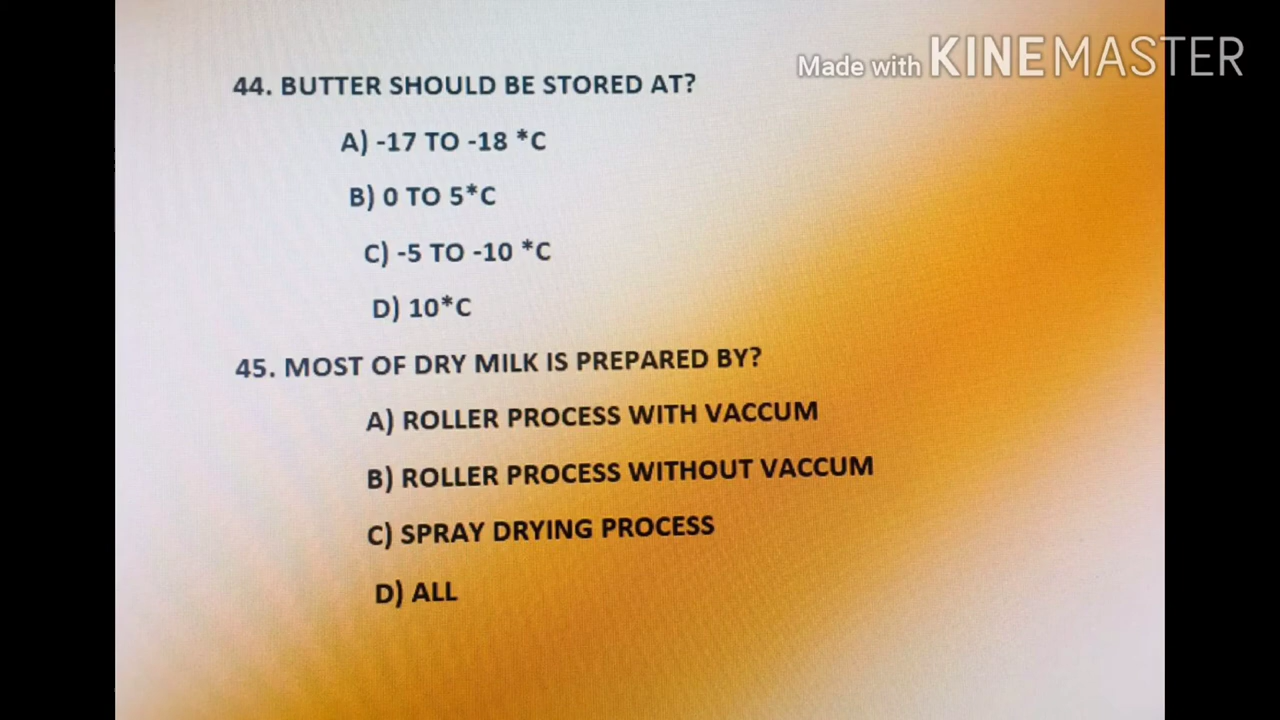 Made with KINEMASTER
44. BUTTER SHOULD BE STORED AT?
A) -17 TO -18 *C
B) 0 TO 5*C
C) -5 TO -10 *C
D) 10*C
45. MOST OF DRY MILK IS PREPARED BY?
A) ROLLER PROCESS WITH VACCUM
B) ROLLER PROCESS WITHOUT VACCUM
C) SPRAY DRYING PROCESS
D) ALL